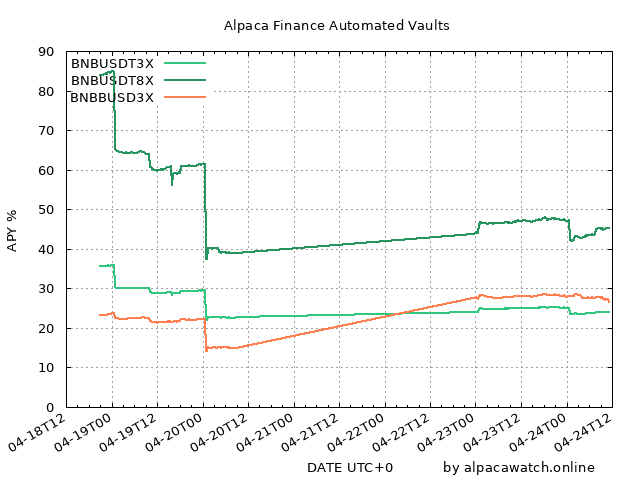 Alpaca Finance Automated Vaults
BNBUSDT3X
BNBUSDT8X
BNBBUSD3X
APY %
90
80
70
60
50
40
30
20
10
0
04-18T12
04-19T00
04-19T12
04-20T00
04-20T12
04-21T00
04-21T12
04-22T00
04-22T12
04-23T00
04-23T12
04-24T00
04-24T12
DATE UTC+0
by alpacawatch.online